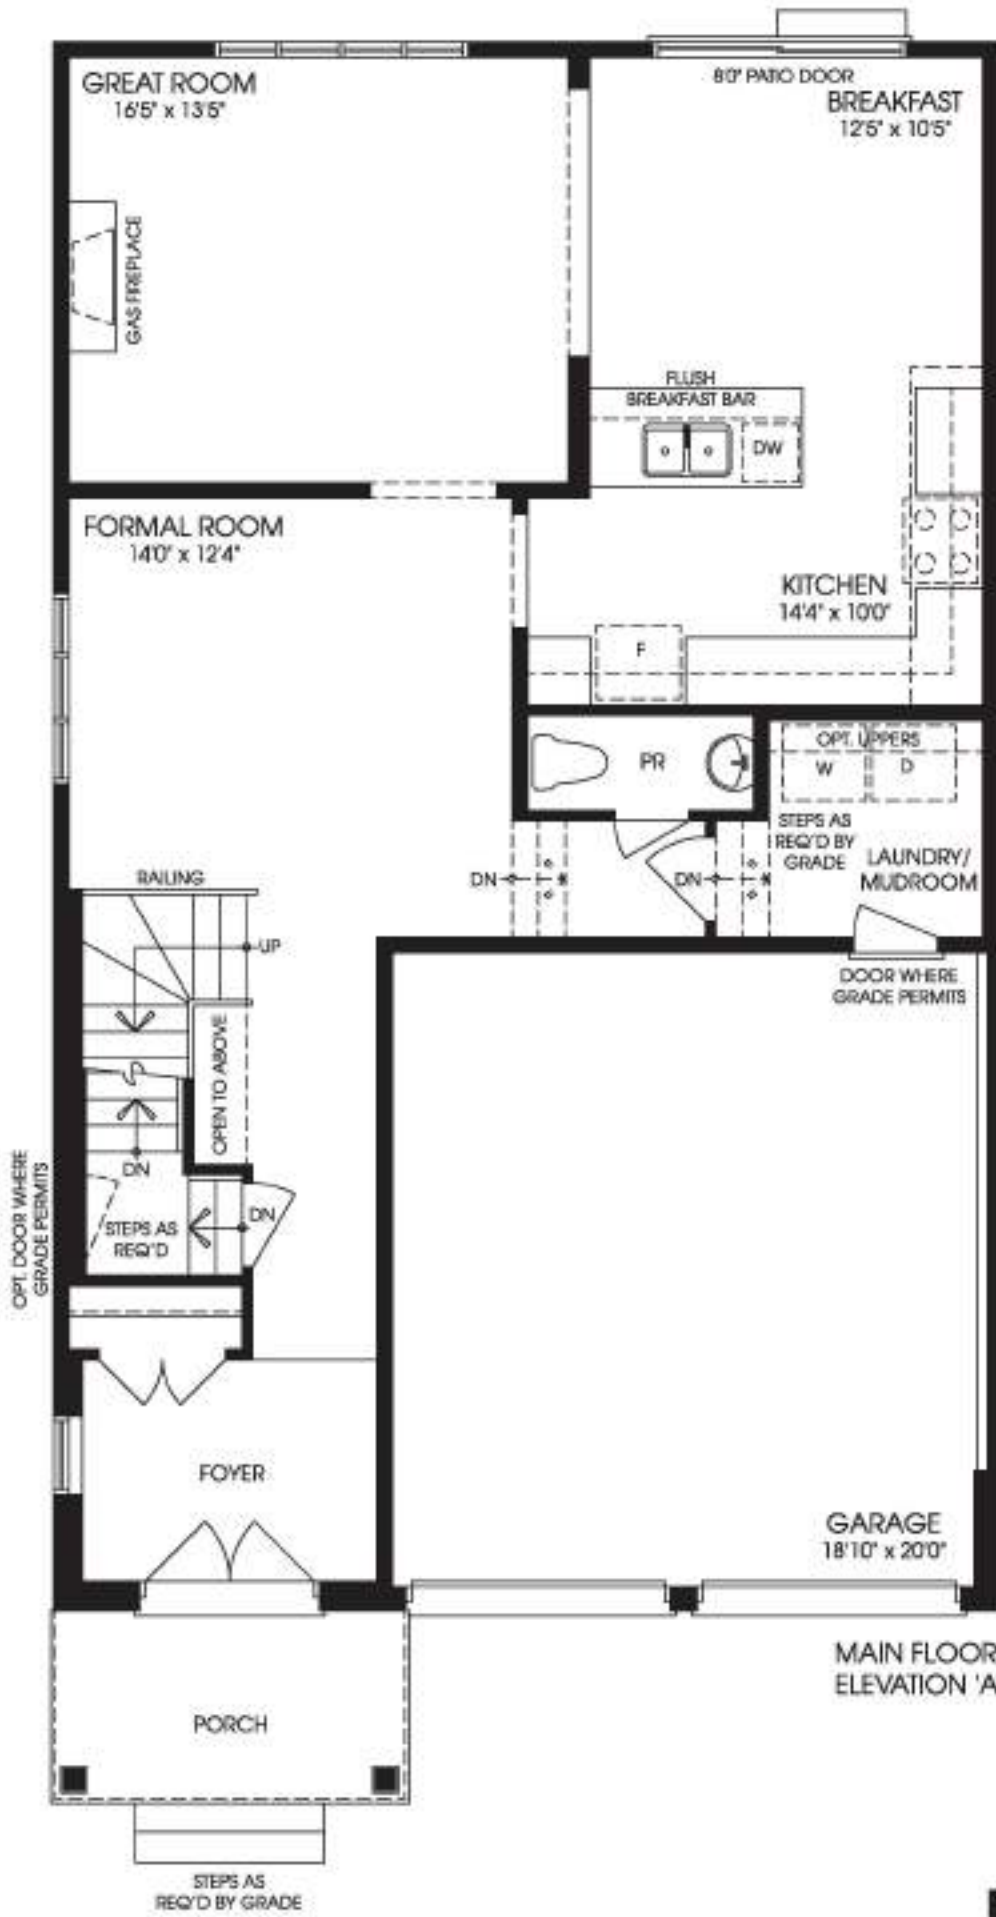 GREAT ROOM
16'5" x 13'5"
8'0" PATIO DOOR
BREAKFAST
12'5" x 10'5"
GAS FIREPLACE
FLUSH
BREAKFAST BAR
DW
FORMAL ROOM
14'0" x 12'4"
KITCHEN
14'4" x 10'0"
F
PR
OPT. UPPERS
W
D
STEPS AS
REQ'D BY
GRADE
LAUNDRY/
MUDROOM
DN
DN
RAILING
UP
DOOR WHERE
GRADE PERMITS
OPEN TO ABOVE
DN
OPT. DOOR WHERE
GRADE PERMITS
STEPS AS
REQ'D
DN
FOYER
GARAGE
18'10" x 20'0"
MAIN FLOOR
ELEVATION 'A
PORCH
STEPS AS
REQ'D BY GRADE